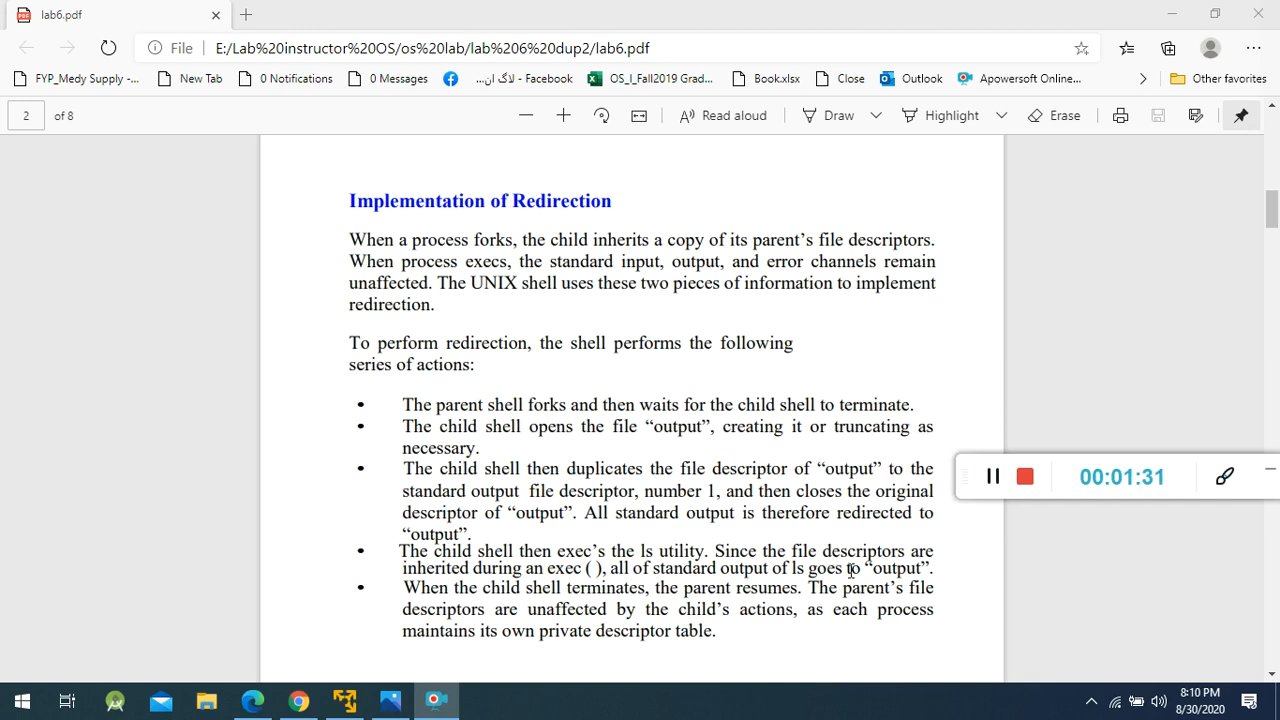 lab6.pdf
File E:/Lab%20instructor%20OS/os%20lab/lab%206%20dup2/lab6.pdf
FYP_Medy Supply -... New Tab 0 Notifications 0 Messages لاگ ان... - Facebook OS_I_Fall2019 Grad... Book.xlsx Close Outlook Apowersoft Onlin... Other favorites
2 of 8 Read aloud Draw Highlight Erase
Implementation of Redirection
When a process forks, the child inherits a copy of its parent’s file descriptors.
When process execs, the standard input, output, and error channels remain
unaffected. The UNIX shell uses these two pieces of information to implement
redirection.
To perform redirection, the shell performs the following
series of actions:
• The parent shell forks and then waits for the child shell to terminate.
• The child shell opens the file “output”, creating it or truncating as
necessary.
• The child shell then duplicates the file descriptor of “output” to the
standard output file descriptor, number 1, and then closes the original
descriptor of “output”. All standard output is therefore redirected to
“output”.
• The child shell then exec’s the ls utility. Since the file descriptors are
inherited during an exec ( ), all of standard output of ls goes to “output”.
• When the child shell terminates, the parent resumes. The parent’s file
descriptors are unaffected by the child’s actions, as each process
maintains its own private descriptor table.
00:01:31
8:10 PM
8/30/2020